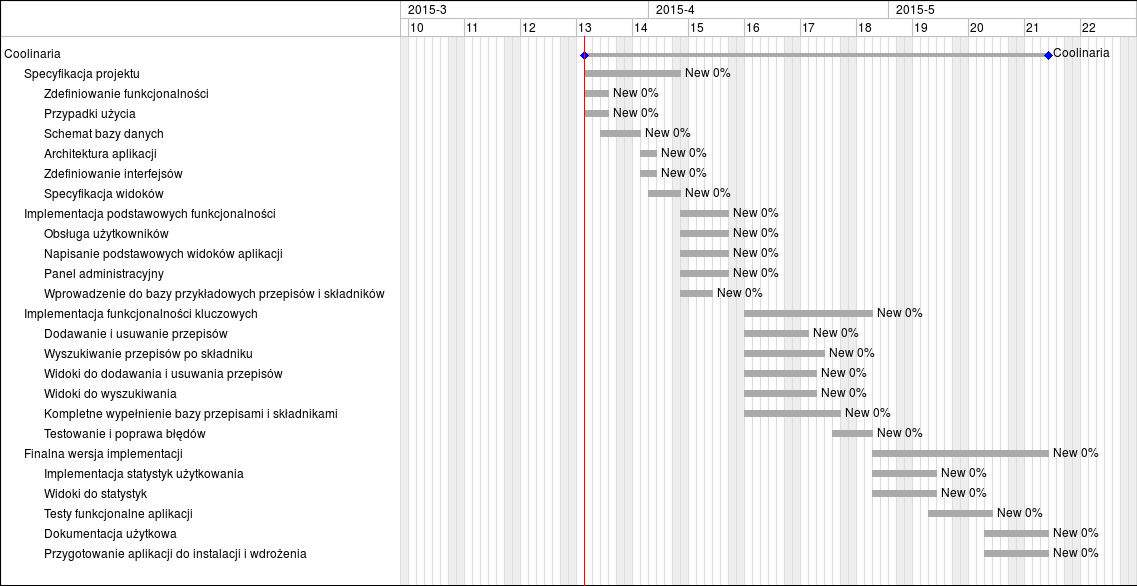 2015-3 2015-4 2015-5
10 11 12 13 14 15 16 17 18 19 20 21 22
Coolinaria Coolinaria
Specyfikacja projektu New 0%
Zdefiniowanie funkcjonalności New 0%
Przypadki użycia New 0%
Schemat bazy danych New 0%
Architektura aplikacji New 0%
Zdefiniowanie interfejsów New 0%
Specyfikacja widoków New 0%
Implementacja podstawowych funkcjonalności New 0%
Obsługa użytkowników New 0%
Napisanie podstawowych widoków aplikacji New 0%
Panel administracyjny New 0%
Wprowadzenie do bazy przykładowych przepisów i składników New 0%
Implementacja funkcjonalności kluczowych New 0%
Dodawanie i usuwanie przepisów New 0%
Wyszukiwanie przepisów po składniku New 0%
Widoki do dodawania i usuwania przepisów New 0%
Widoki do wyszukiwania New 0%
Kompletne wypełnienie bazy przepisami i składnikami New 0%
Testowanie i poprawa błędów New 0%
Finalna wersja implementacji New 0%
Implementacja statystyk użytkowania New 0%
Widoki do statystyk New 0%
Testy funkcjonalne aplikacji New 0%
Dokumentacja użytkowa New 0%
Przygotowanie aplikacji do instalacji i wdrożenia New 0%